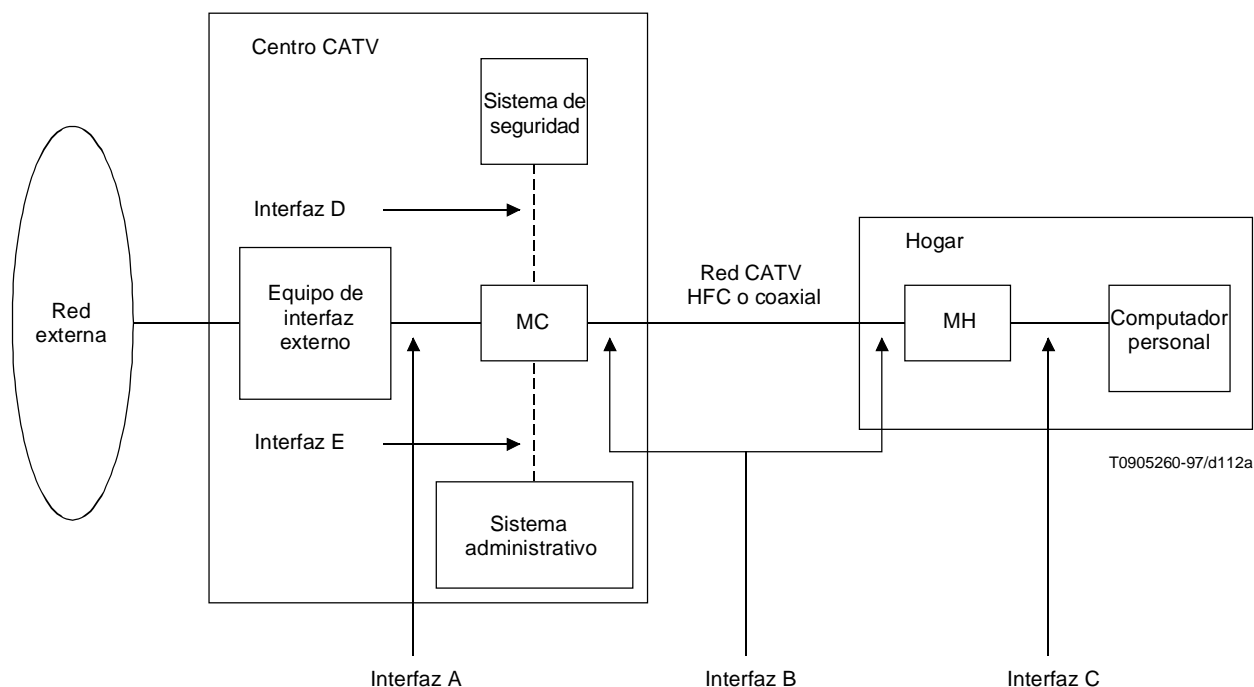 Centro CATV
Sistema de
seguridad
Interfaz D
Hogar
Red CATV
HFC o coaxial
Red
externa
Equipo de
interfaz
externo
MC
MH
Computador
personal
Interfaz E
T0905260-97/d112a
Sistema
administrativo
Interfaz A
Interfaz B
Interfaz C